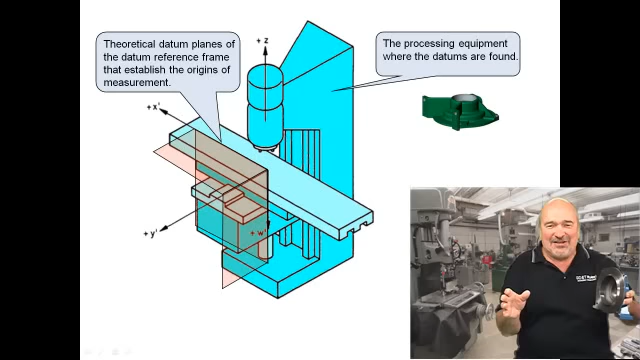 Theoretical datum planes of
the datum reference frame
that establish the origins of
measurement.
The processing equipment
where the datums are found.
+ z
+ x'
+ y'
+ w'